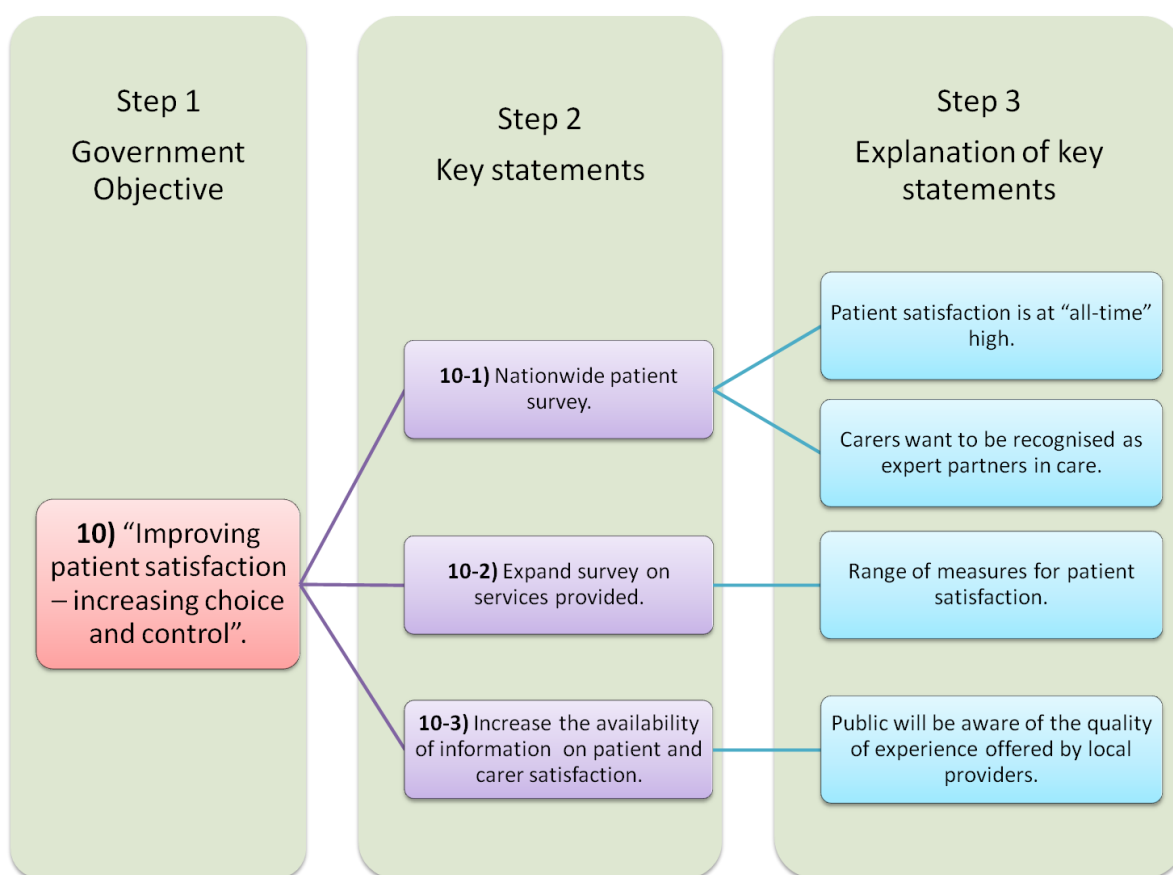 Step 1
Government
Objective
Step 2
Key statements
Step 3
Explanation of key
statements
10) “Improving
patient satisfaction
– increasing choice
and control”.
10-1) Nationwide patient
survey.
10-2) Expand survey on
services provided.
10-3) Increase the availability
of information on patient and
carer satisfaction.
Patient satisfaction is at “all-time”
high.
Carers want to be recognised as
expert partners in care.
Range of measures for patient
satisfaction.
Public will be aware of the quality
of experience offered by local
providers.